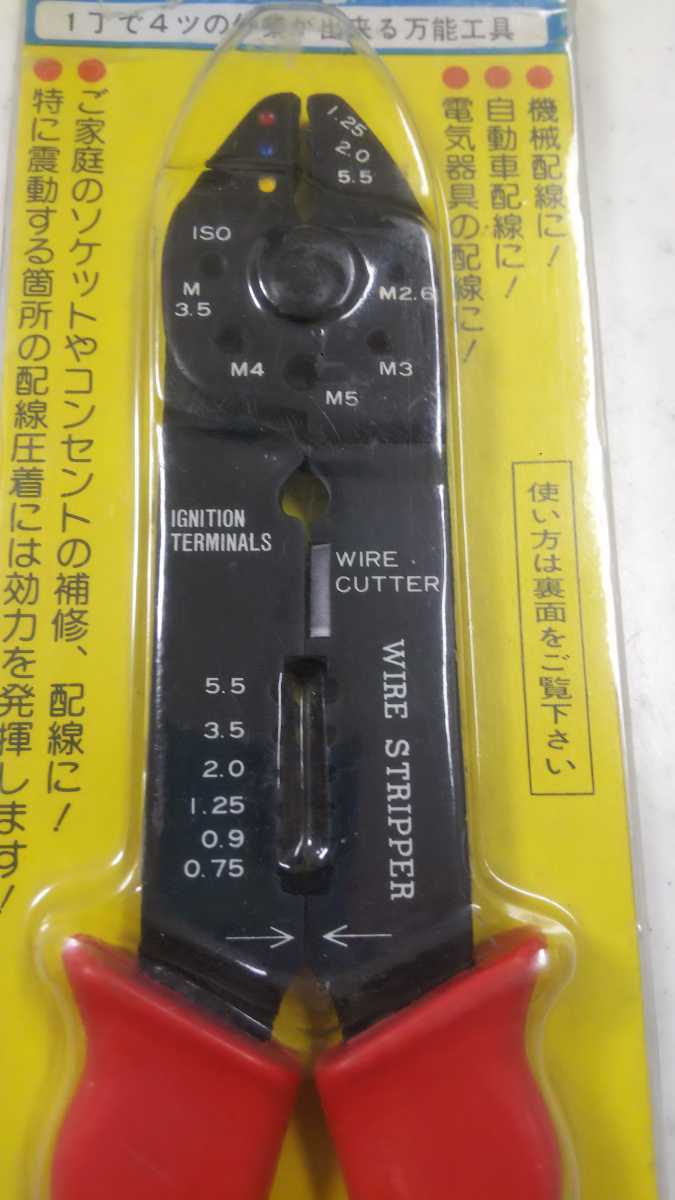 1丁で4ツの作業が出来る万能工具
●機械配線に！
●自動車配線に！
●電気器具の配線に！
●ご家庭のソケットやコンセントの補修、配線に！
●特に震動する箇所の配線圧着には効力を発揮します！
使い方は裏面をご覧下さい
1.25
2.0
5.5
ISO
M
3.5
M2.6
M4
M3
M5
IGNITION
TERMINALS
WIRE
CUTTER
WIRE STRIPPER
5.5
3.5
2.0
1.25
0.9
0.75